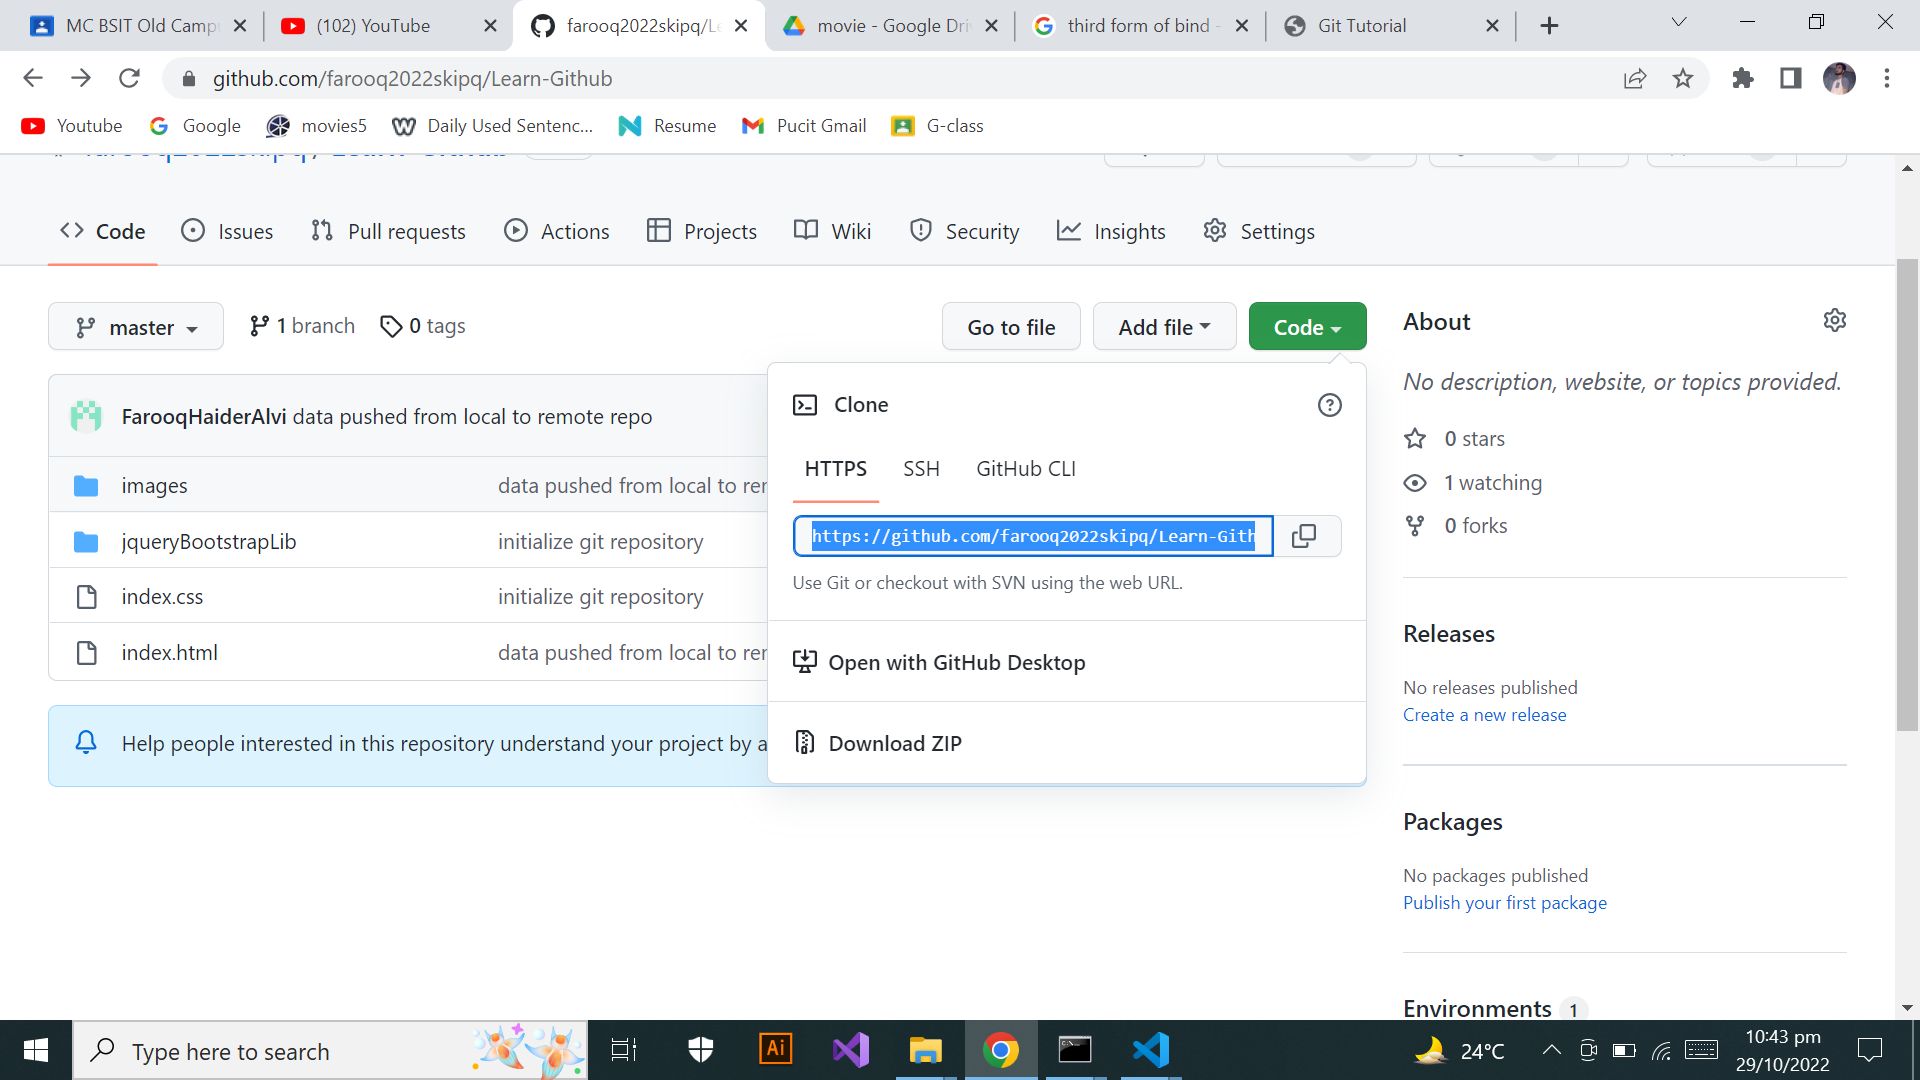 MC BSIT Old Camp
(102) YouTube
farooq2022skipq/Le
movie - Google Dri
third form of bind -
Git Tutorial
github.com/farooq2022skipq/Learn-Github
Youtube
Google
movies5
Daily Used Sentenc...
Resume
Pucit Gmail
G-class
Code
Issues
Pull requests
Actions
Projects
Wiki
Security
Insights
Settings
master
1 branch
0 tags
Go to file
Add file
Code
FarooqHaiderAlvi data pushed from local to remote repo
images
data pushed from local to rer
jqueryBootstrapLib
initialize git repository
index.css
initialize git repository
index.html
data pushed from local to rer
Help people interested in this repository understand your project by a
Clone
HTTPS
SSH
GitHub CLI
https://github.com/farooq2022skipq/Learn-Gith
Use Git or checkout with SVN using the web URL.
Open with GitHub Desktop
Download ZIP
About
No description, website, or topics provided.
0 stars
1 watching
0 forks
Releases
No releases published
Create a new release
Packages
No packages published
Publish your first package
Environments 1
Type here to search
Ai
24°C
10:43 pm
29/10/2022